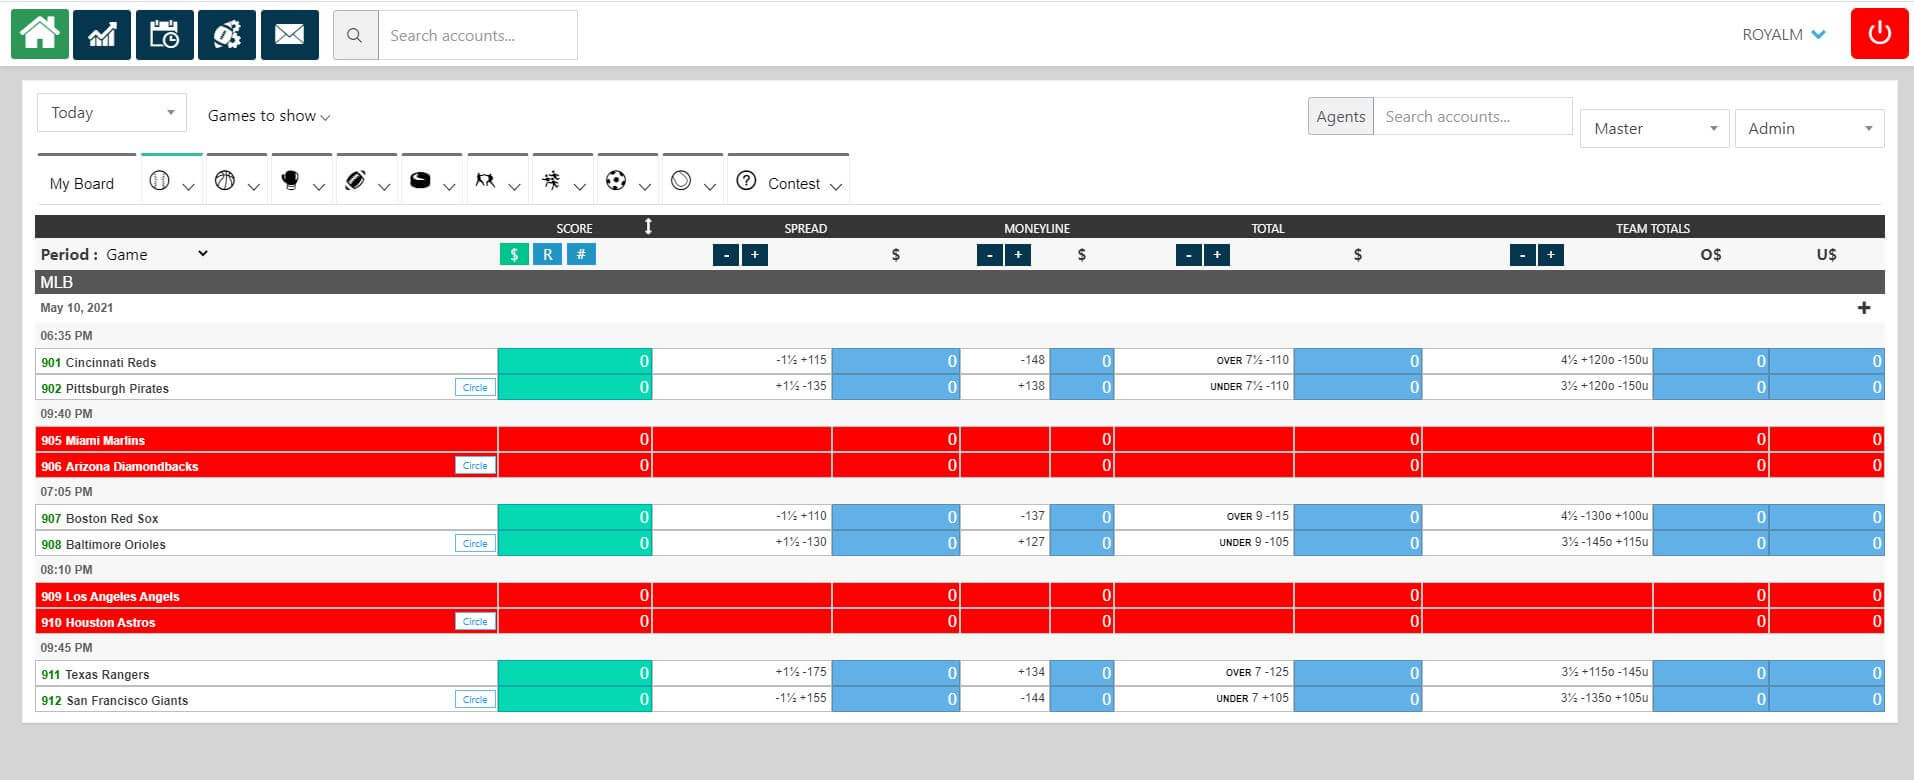 Search accounts...
ROYALM
Today
Games to show
Agents Search accounts...
Master
Admin
My Board
Contest
SCORE SPREAD MONEYLINE TOTAL TEAM TOTALS
Period : Game $ R # - + $ - + $ - + $ - + O$ U$
MLB
May 10, 2021 +
06:35 PM
901 Cincinnati Reds 0 -1½ +115 0 -148 0 OVER 7½ -110 0 4½ +120o -150u 0 0
902 Pittsburgh Pirates Circle 0 +1½ -135 0 +138 0 UNDER 7½ -110 0 3½ +120o -150u 0 0
09:40 PM
905 Miami Marlins 0 0 0 0 0 0
906 Arizona Diamondbacks Circle 0 0 0 0 0 0
07:05 PM
907 Boston Red Sox 0 -1½ +110 0 -137 0 OVER 9 -115 0 4½ -130o +100u 0 0
908 Baltimore Orioles Circle 0 +1½ -130 0 +127 0 UNDER 9 -105 0 3½ -145o +115u 0 0
08:10 PM
909 Los Angeles Angels 0 0 0 0 0 0
910 Houston Astros Circle 0 0 0 0 0 0
09:45 PM
911 Texas Rangers 0 +1½ -175 0 +134 0 OVER 7 -125 0 3½ +115o -145u 0 0
912 San Francisco Giants Circle 0 -1½ +155 0 -144 0 UNDER 7 +105 0 3½ -135o +105u 0 0